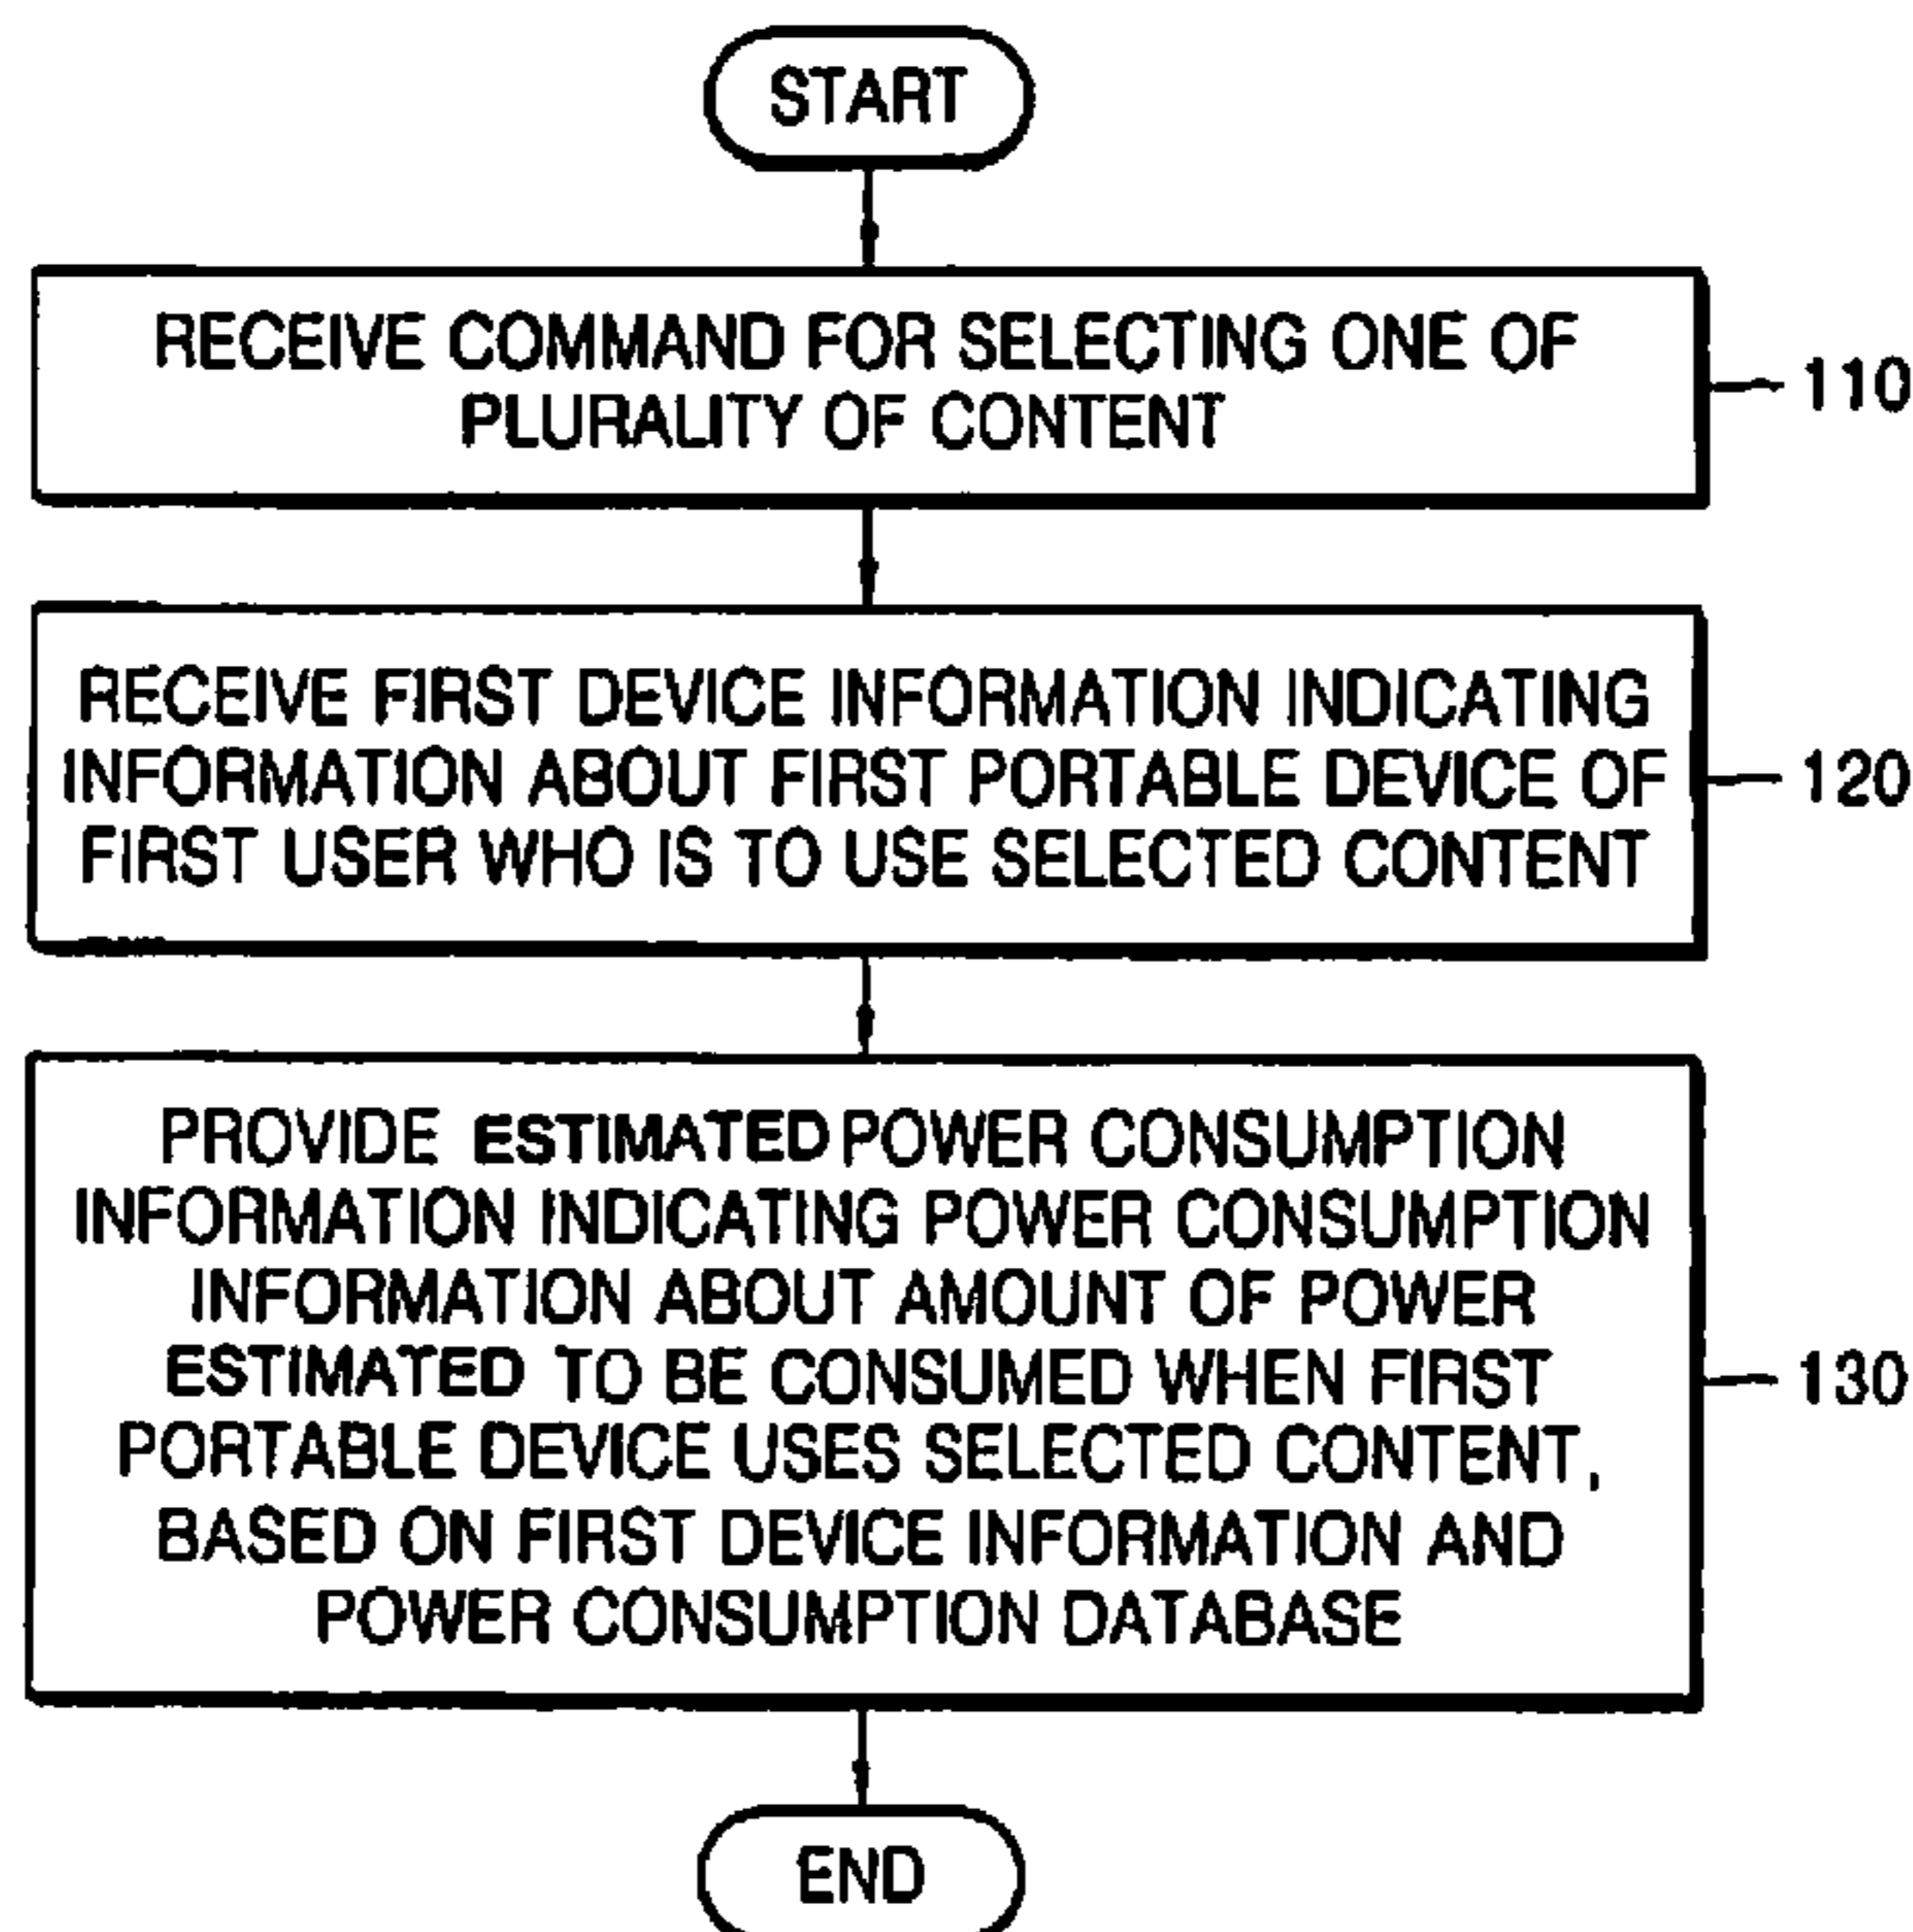 START
RECEIVE COMMAND FOR SELECTING ONE OF
PLURALITY OF CONTENT
110
RECEIVE FIRST DEVICE INFORMATION INDICATING
INFORMATION ABOUT FIRST PORTABLE DEVICE OF
FIRST USER WHO IS TO USE SELECTED CONTENT
120
PROVIDE ESTIMATED POWER CONSUMPTION
INFORMATION INDICATING POWER CONSUMPTION
INFORMATION ABOUT AMOUNT OF POWER
ESTIMATED TO BE CONSUMED WHEN FIRST
PORTABLE DEVICE USES SELECTED CONTENT,
BASED ON FIRST DEVICE INFORMATION AND
POWER CONSUMPTION DATABASE
130
END